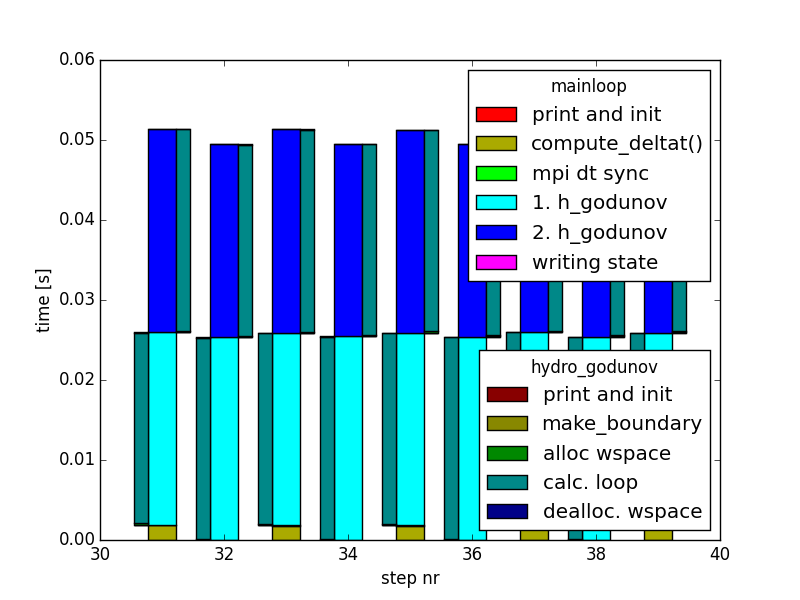 0.06
0.05
0.04
0.03
0.02
0.01
0.00
time [s]
30
32
34
36
38
40
step nr
mainloop
print and init
compute_deltat()
mpi dt sync
1. h_godunov
2. h_godunov
writing state
hydro_godunov
print and init
make_boundary
alloc wspace
calc. loop
dealloc. wspace